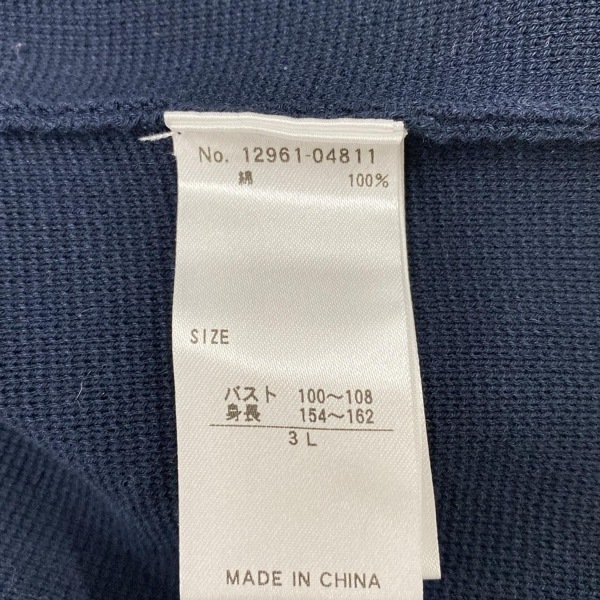 No. 12961-04811
綿 100%
SIZE
バスト 100～108
身長 154～162
3L
MADE IN CHINA